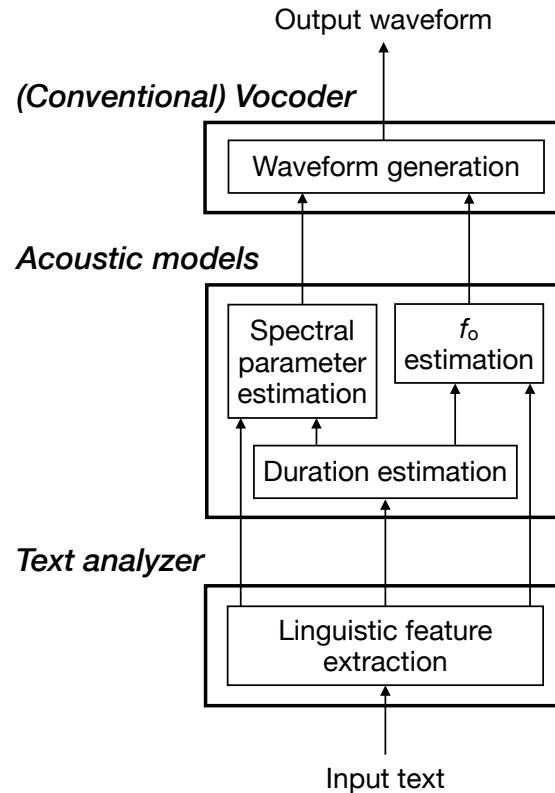 Output waveform
(Conventional) Vocoder
Waveform generation
Acoustic models
Spectral
parameter
estimation
fo
estimation
Duration estimation
Text analyzer
Linguistic feature
extraction
Input text